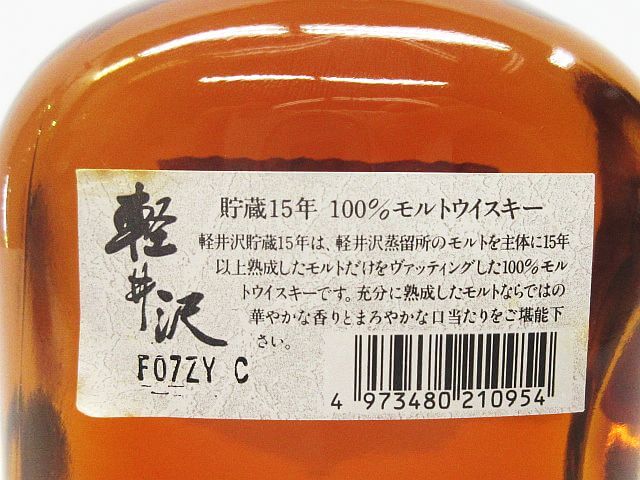 軽井沢
貯蔵15年 100%モルトウイスキー
軽井沢貯蔵15年は、軽井沢蒸留所のモルトを主体に15年
以上熟成したモルトだけをヴァッティングした100%モル
トウイスキーです。充分に熟成したモルトならではの
華やかな香りとまろやかな口当たりをご堪能下
さい。
F07ZY C
4 973480 210954